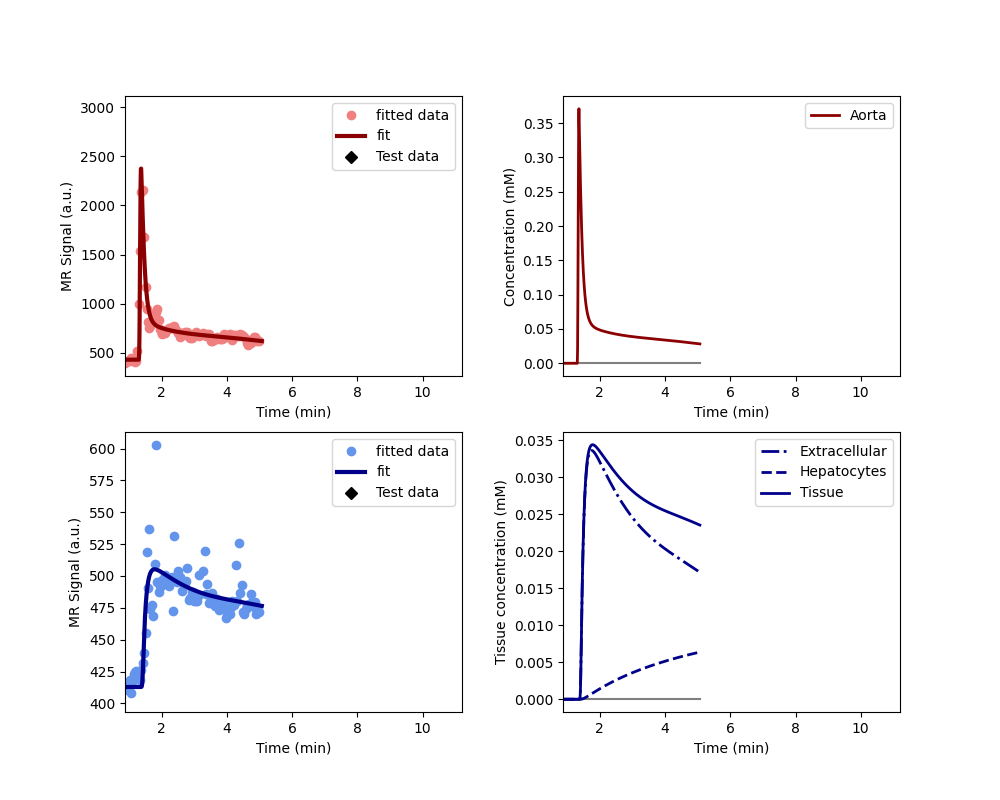 3000
2500
2000
1500
1000
500
MR Signal (a.u.)
fitted data
fit
Test data
2 4 6 8 10
Time (min)
0.35
0.30
0.25
0.20
0.15
0.10
0.05
0.00
Concentration (mM)
Aorta
2 4 6 8 10
Time (min)
600
575
550
525
500
475
450
425
400
MR Signal (a.u.)
fitted data
fit
Test data
2 4 6 8 10
Time (min)
0.035
0.030
0.025
0.020
0.015
0.010
0.005
0.000
Tissue concentration (mM)
Extracellular
Hepatocytes
Tissue
2 4 6 8 10
Time (min)